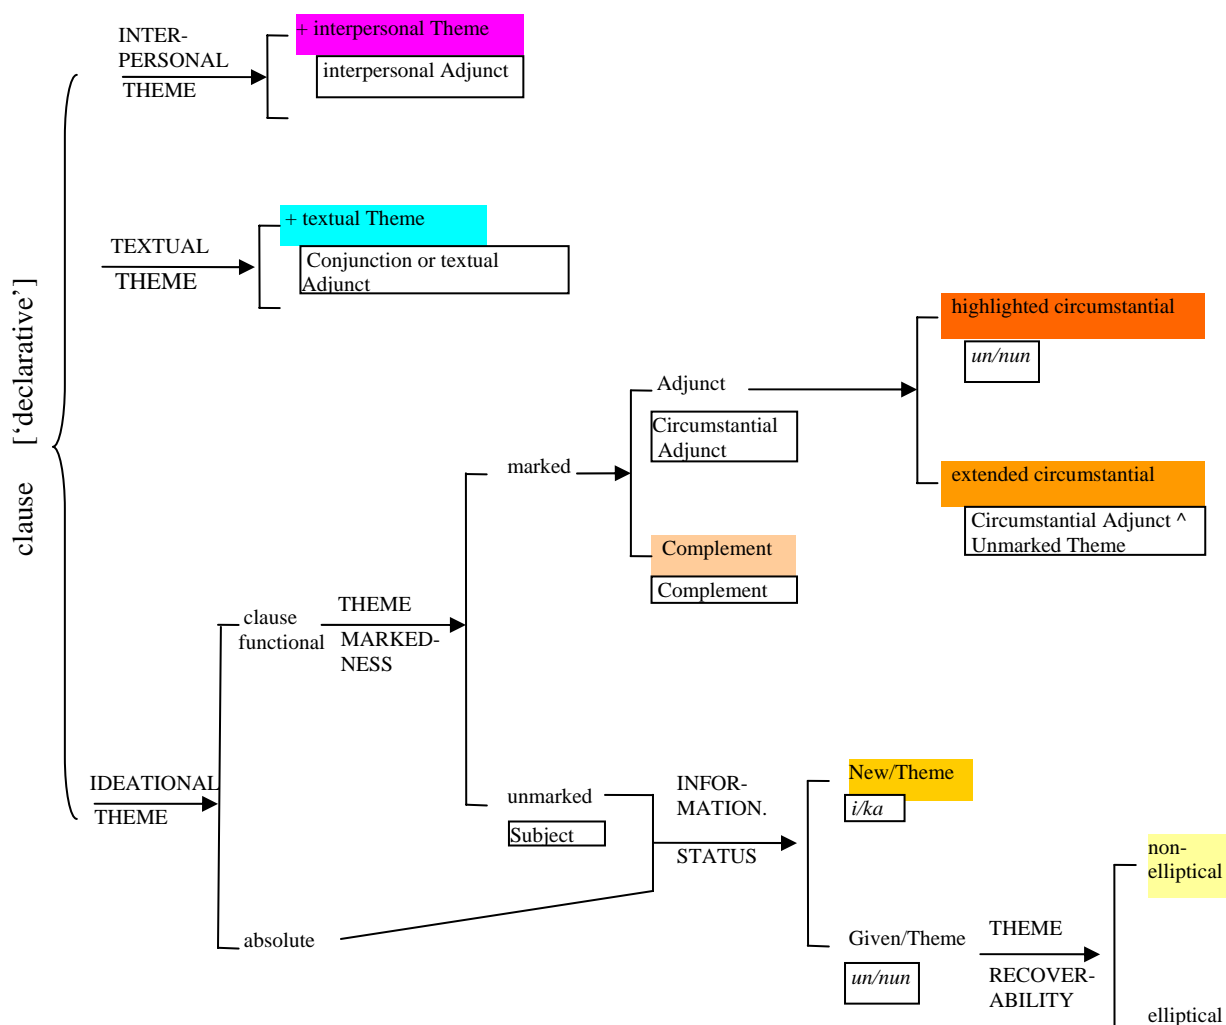 INTER-
PERSONAL
THEME
+ interpersonal Theme
interpersonal Adjunct
TEXTUAL
THEME
+ textual Theme
Conjunction or textual
Adjunct
clause ['declarative']
IDEATIONAL
THEME
clause
functional
absolute
THEME
MARKED-
NESS
marked
unmarked
Subject
Adjunct
Circumstantial
Adjunct
Complement
Complement
highlighted circumstantial
un/nun
extended circumstantial
Circumstantial Adjunct ^
Unmarked Theme
INFOR-
MATION.
STATUS
New/Theme
i/ka
Given/Theme
un/nun
THEME
RECOVER-
ABILITY
non-
elliptical
elliptical